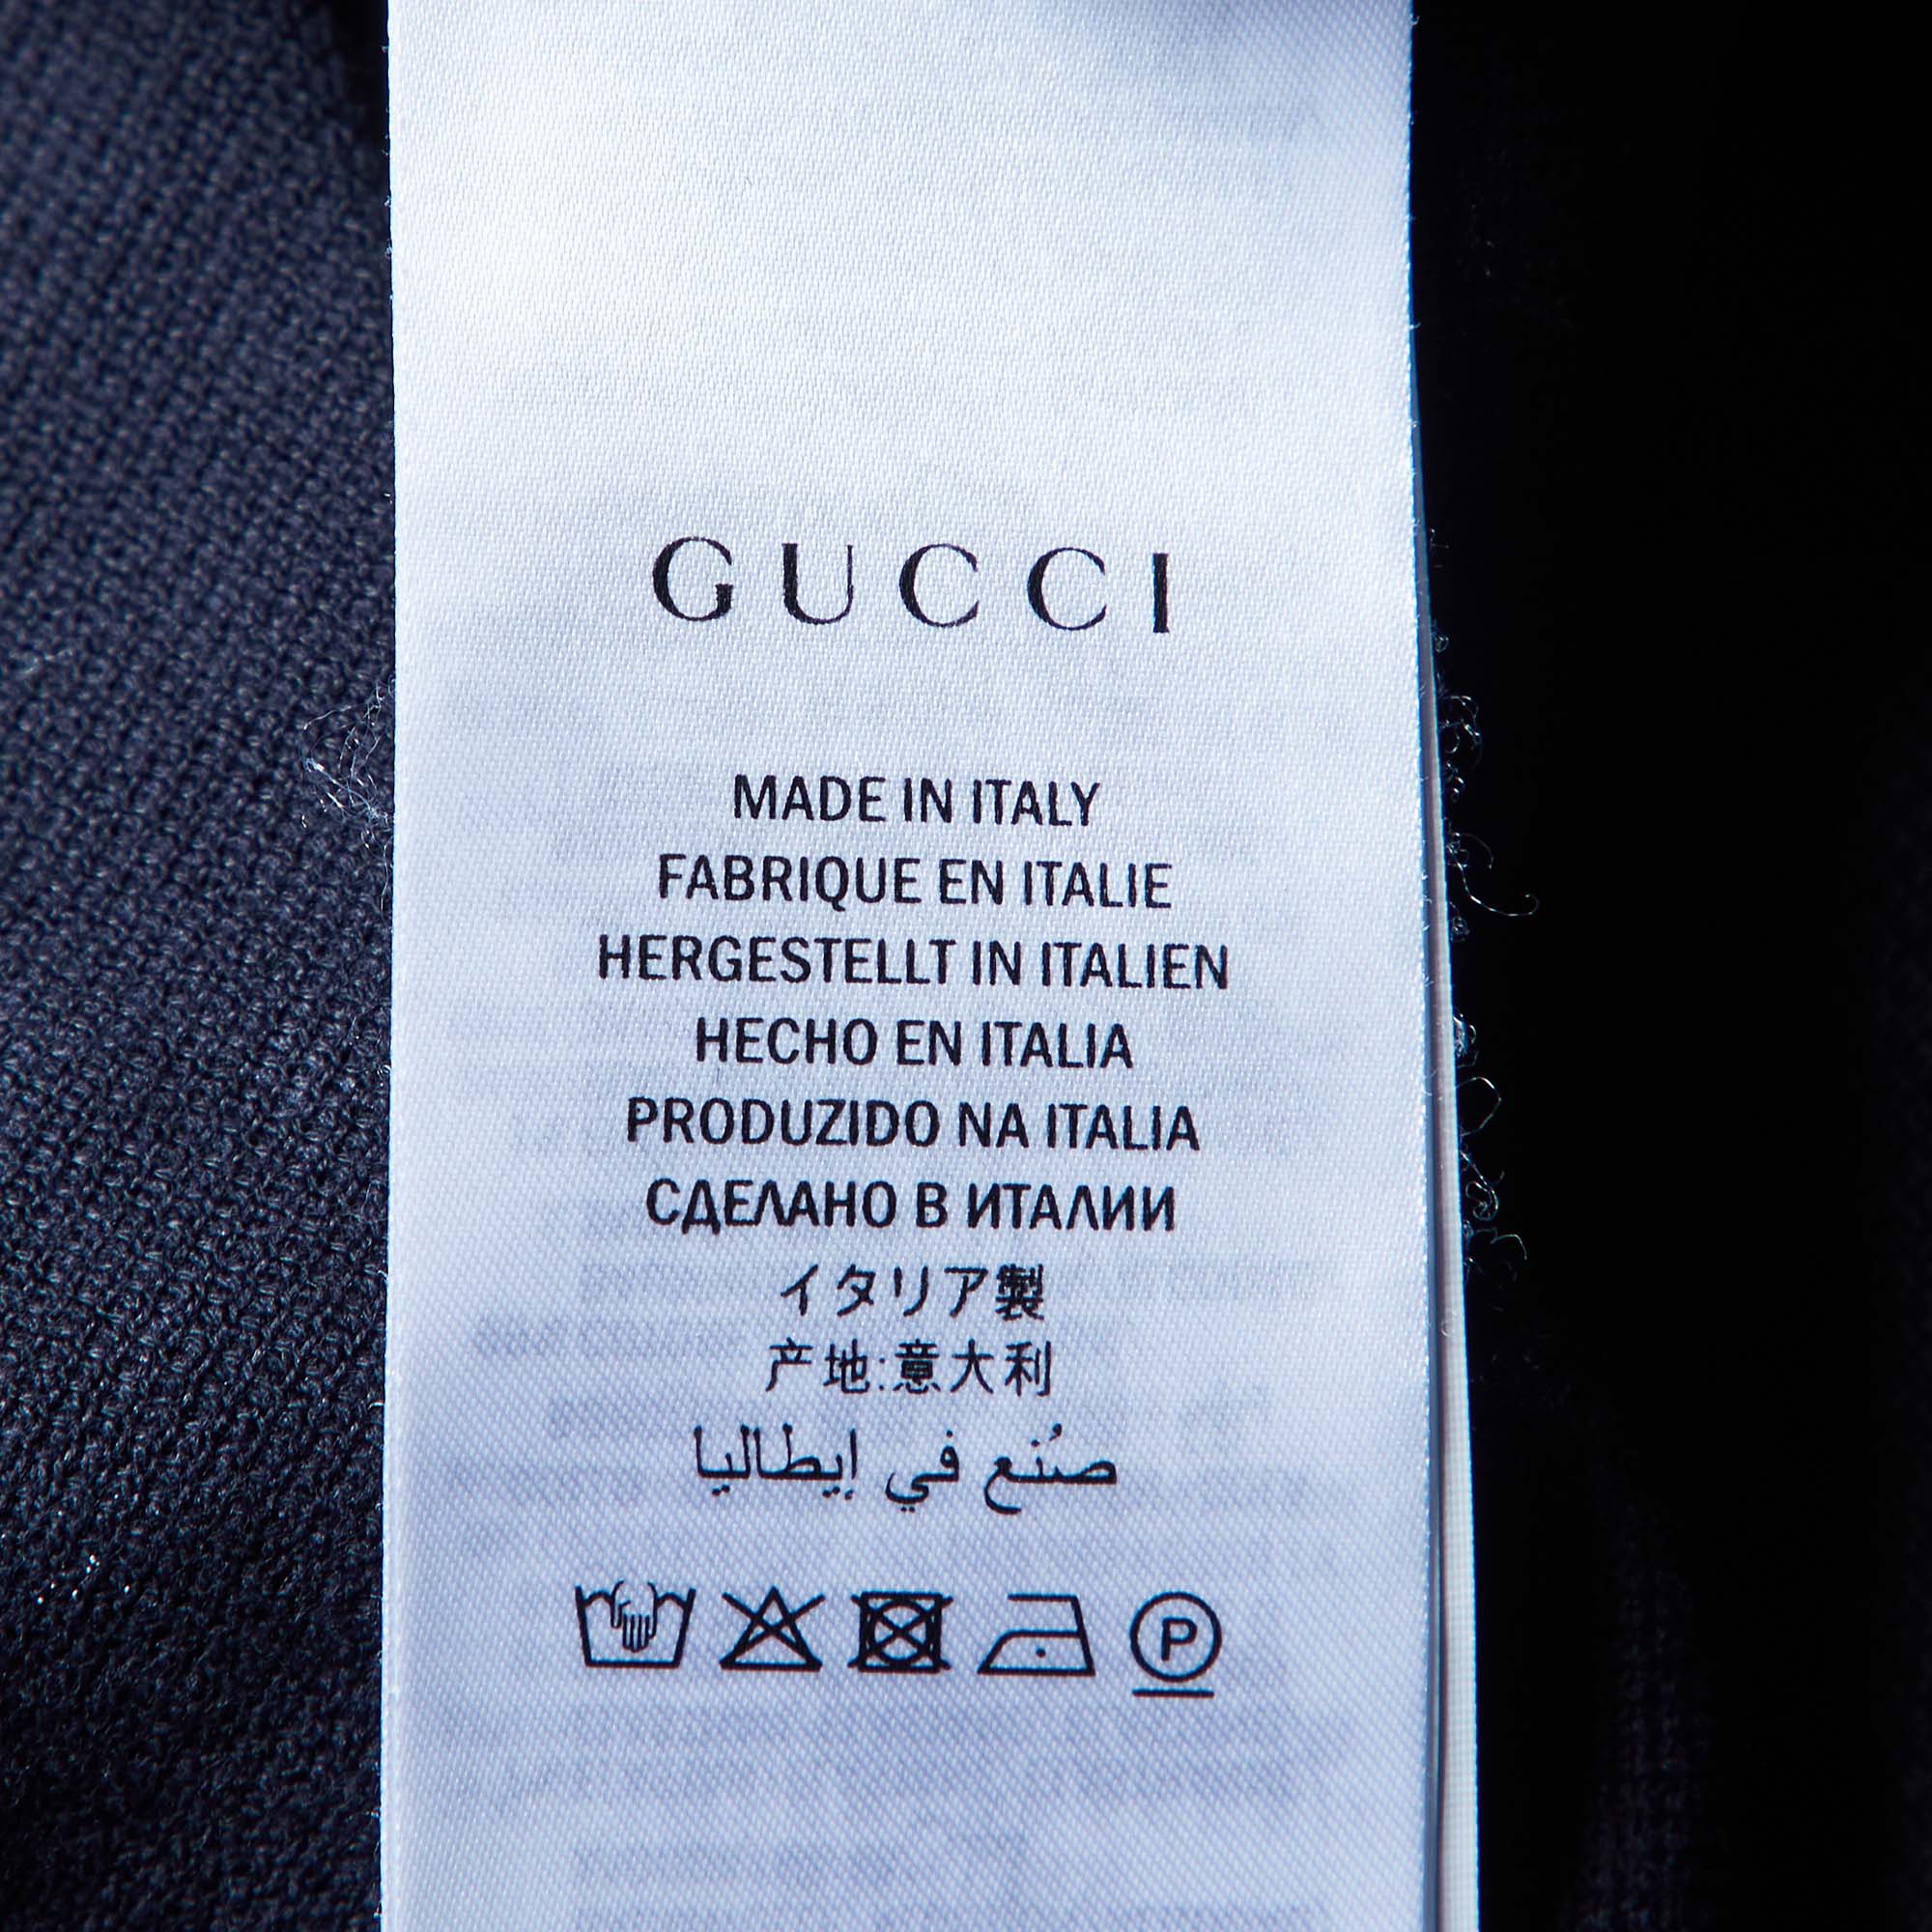 GUCCI
MADE IN ITALY
FABRIQUE EN ITALIE
HERGESTELLT IN ITALIEN
HECHO EN ITALIA
PRODUZIDO NA ITALIA
СДЕЛАНО В ИТАЛИИ
イタリア製
产地:意大利
صُنع في إيطاليا
P